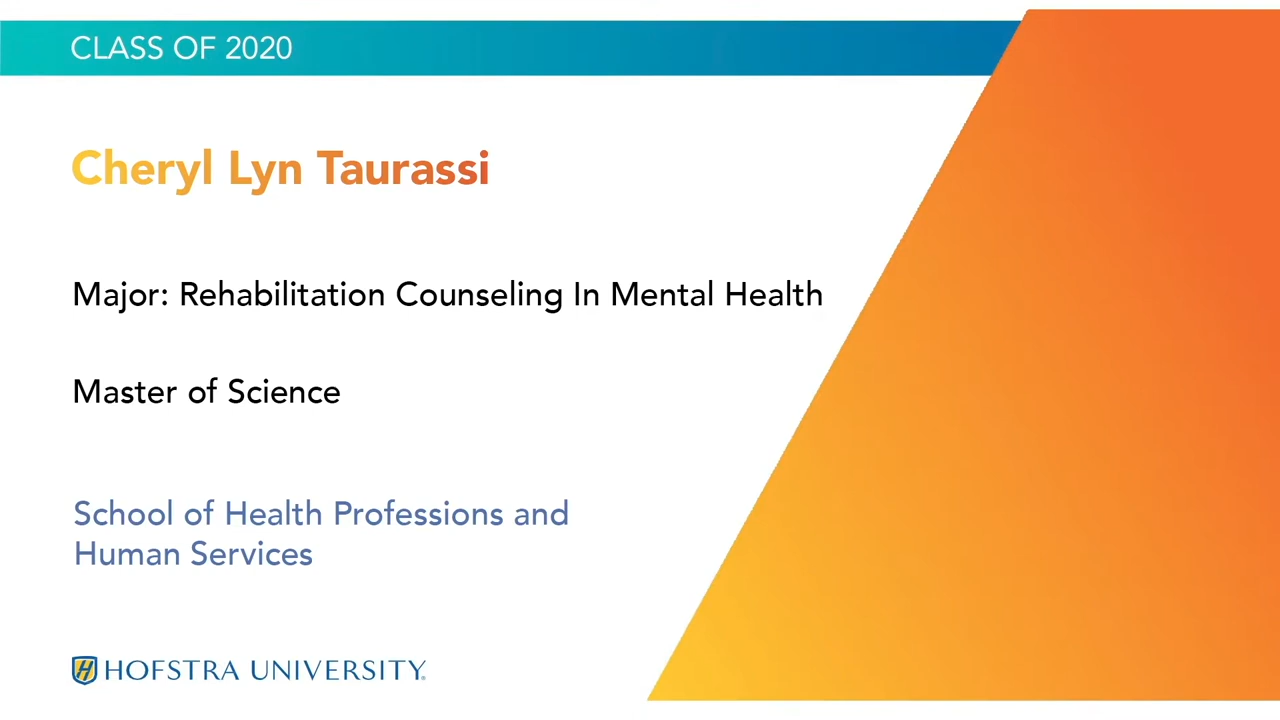 CLASS OF 2020
Cheryl Lyn Taurassi
Major: Rehabilitation Counseling In Mental Health
Master of Science
School of Health Professions and
Human Services
H HOFSTRA UNIVERSITY®